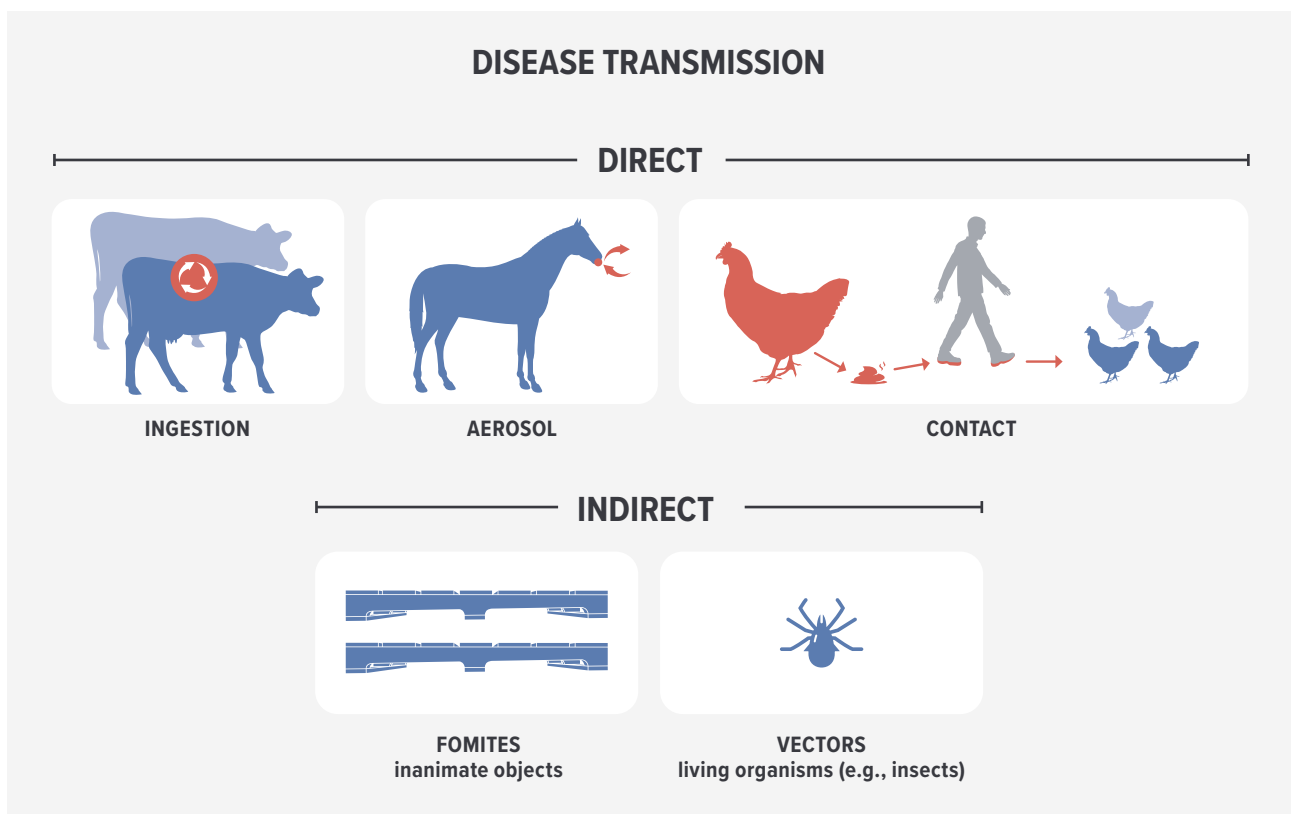 DISEASE TRANSMISSION
DIRECT
INGESTION
AEROSOL
CONTACT
INDIRECT
FOMITES
inanimate objects
VECTORS
living organisms (e.g., insects)